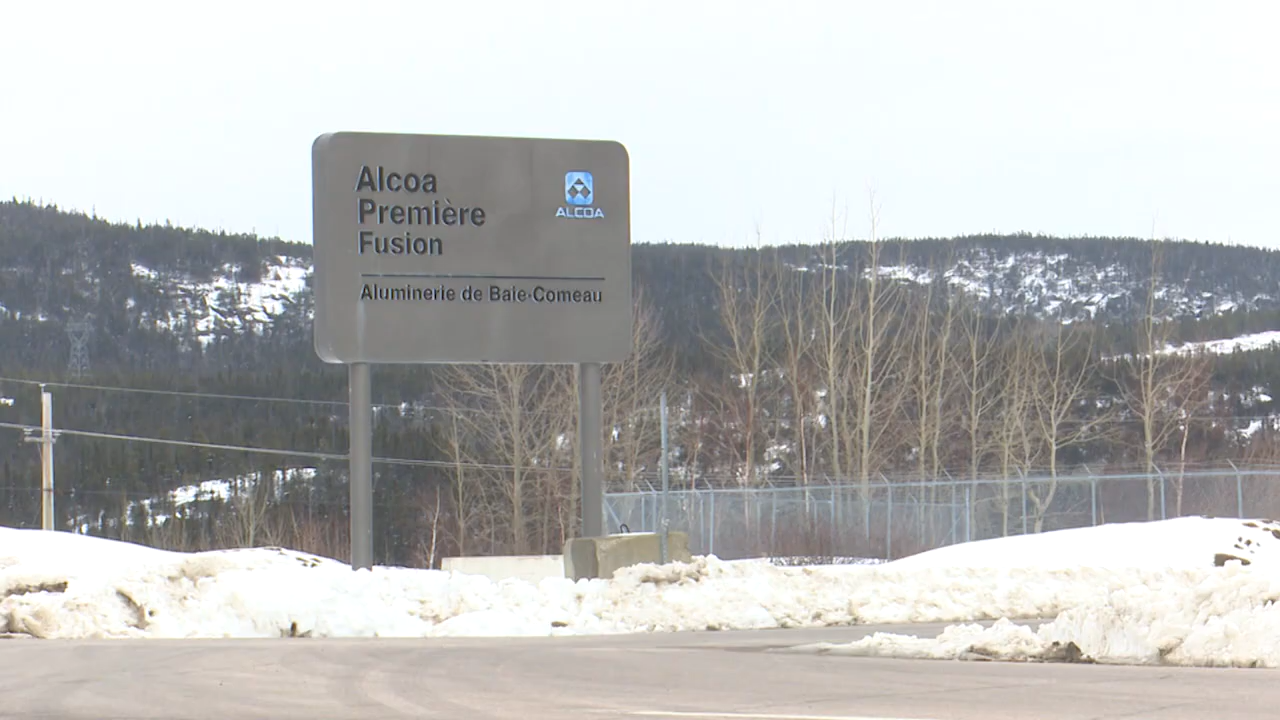 Alcoa
Première
Fusion
ALCOA
Aluminerie de Baie-Comeau